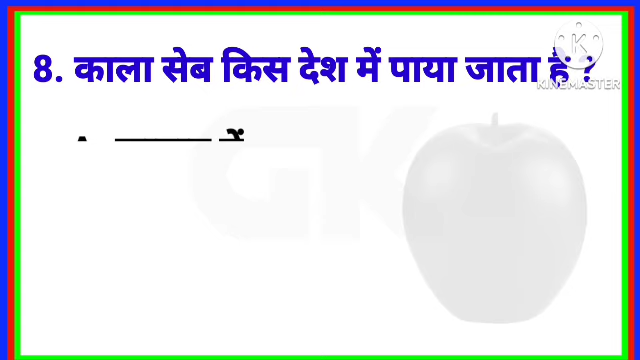 8. काला सेब किस देश में पाया जाता है ?
KINEMASTER
GK